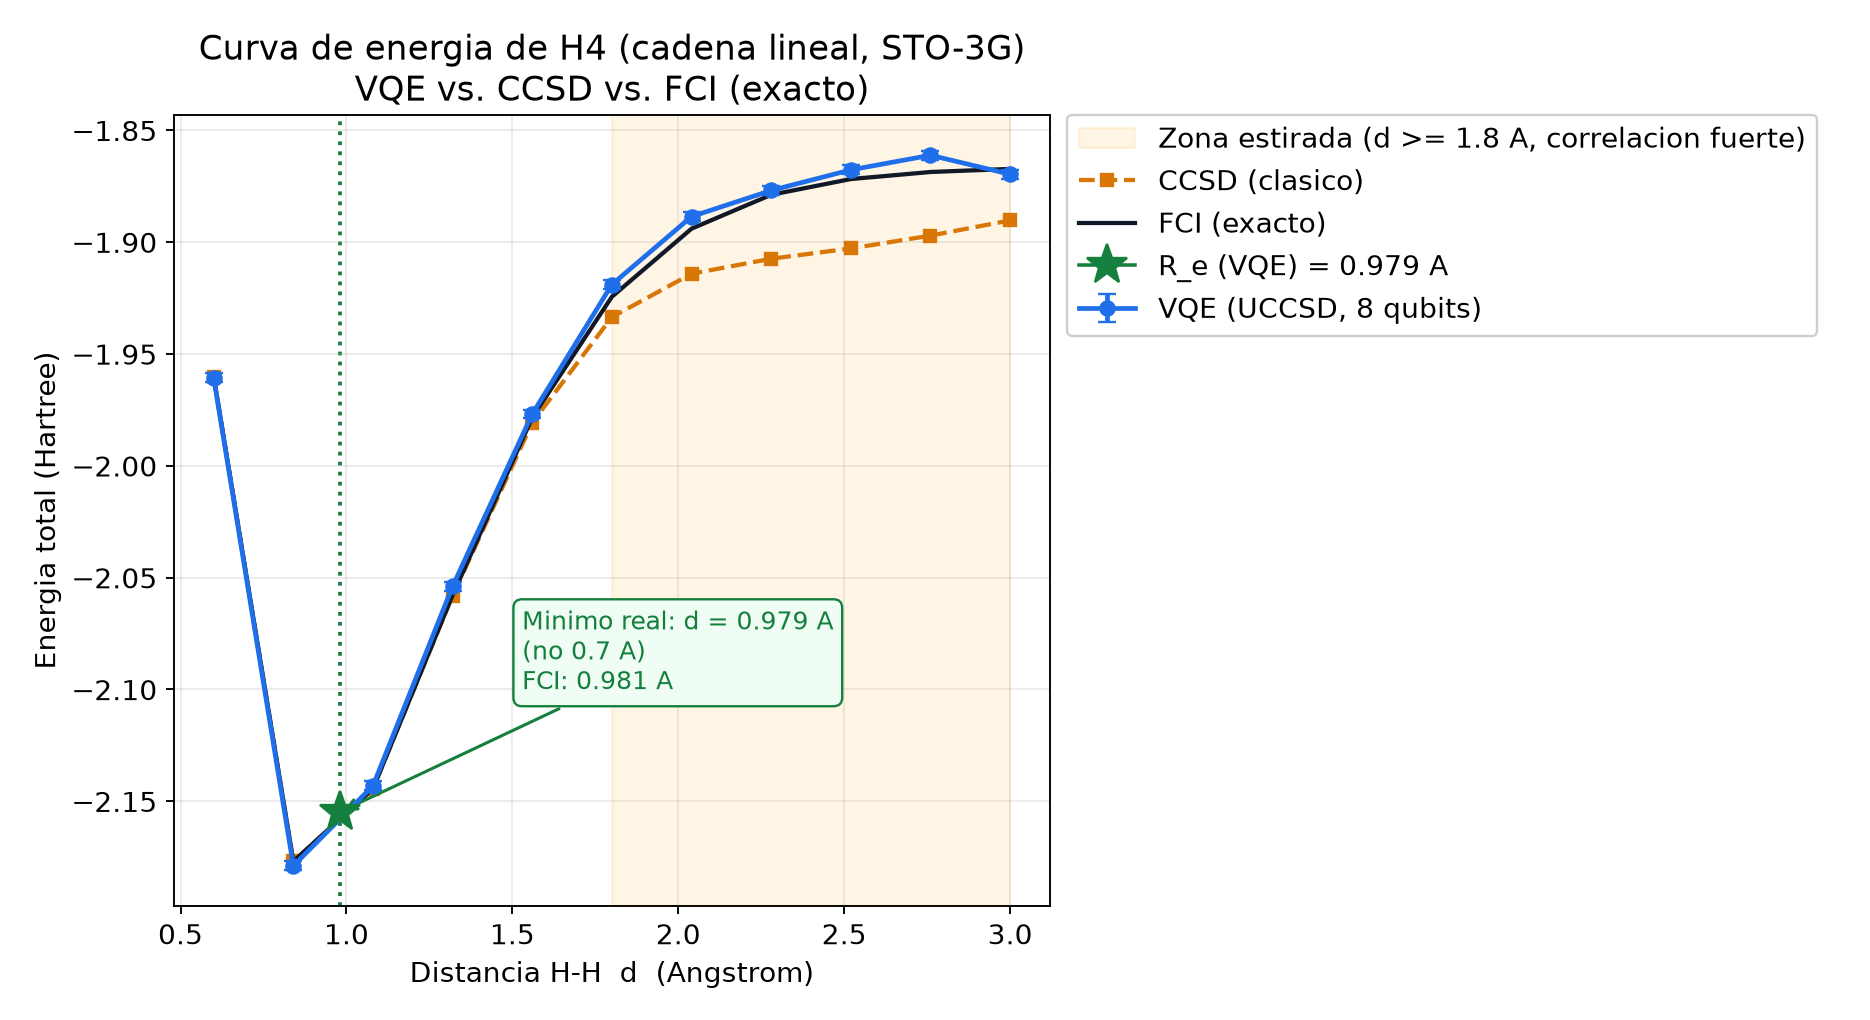 Curva de energia de H4 (cadena lineal, STO-3G)
VQE vs. CCSD vs. FCI (exacto)
Energia total (Hartree)
−1.85
−1.90
−1.95
−2.00
−2.05
−2.10
−2.15
Minimo real: d = 0.979 A
(no 0.7 A)
FCI: 0.981 A
0.5 1.0 1.5 2.0 2.5 3.0
Distancia H-H d (Angstrom)
Zona estirada (d >= 1.8 A, correlacion fuerte)
CCSD (clasico)
FCI (exacto)
R_e (VQE) = 0.979 A
VQE (UCCSD, 8 qubits)